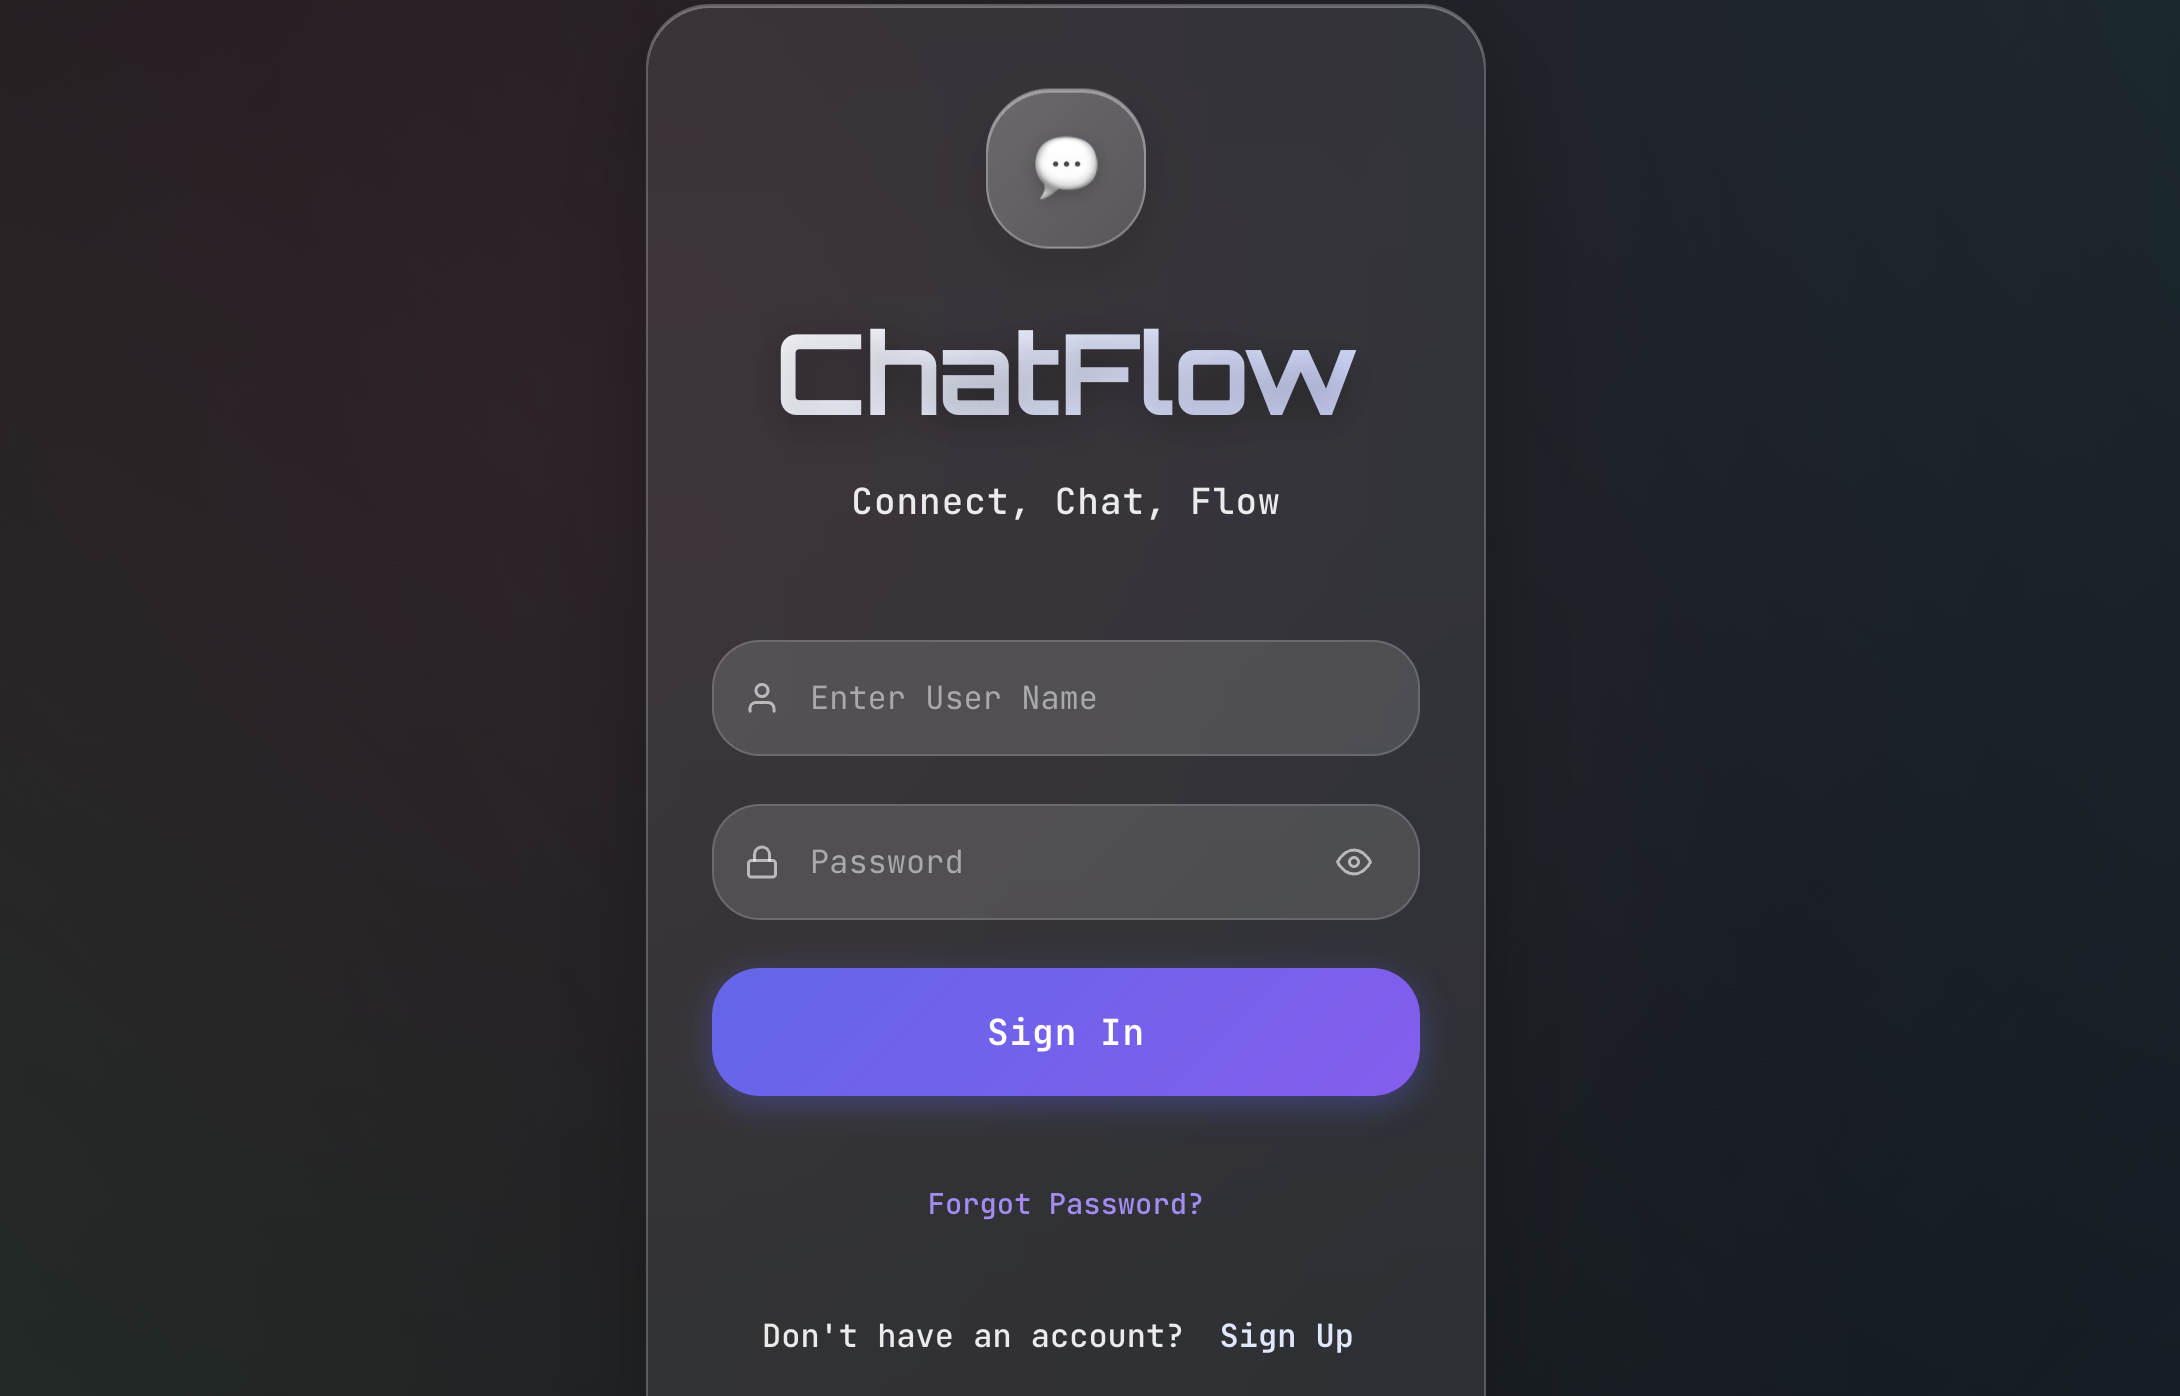 ChatFlow
Connect, Chat, Flow
Enter User Name
Password
Sign In
Forgot Password?
Don't have an account? Sign Up